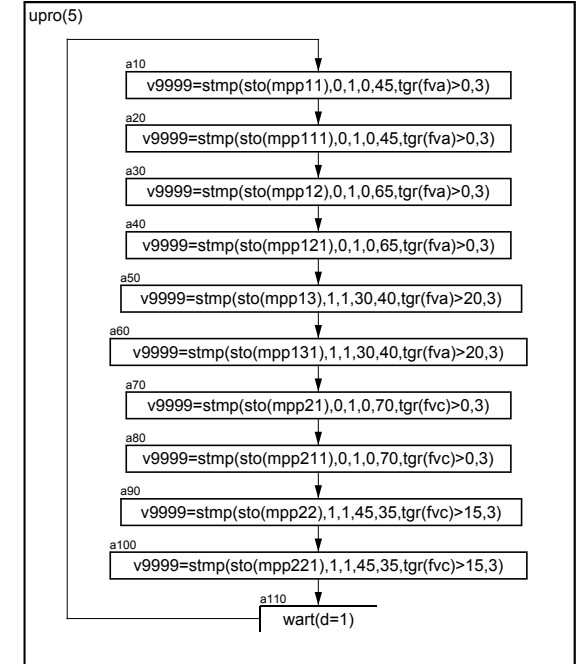 upro(5)
a10
v9999=stmp(sto(mpp11),0,1,0,45,tgr(fva)>0,3)
a20
v9999=stmp(sto(mpp111),0,1,0,45,tgr(fva)>0,3)
a30
v9999=stmp(sto(mpp12),0,1,0,65,tgr(fva)>0,3)
a40
v9999=stmp(sto(mpp121),0,1,0,65,tgr(fva)>0,3)
a50
v9999=stmp(sto(mpp13),1,1,30,40,tgr(fva)>20,3)
a60
v9999=stmp(sto(mpp131),1,1,30,40,tgr(fva)>20,3)
a70
v9999=stmp(sto(mpp21),0,1,0,70,tgr(fvc)>0,3)
a80
v9999=stmp(sto(mpp211),0,1,0,70,tgr(fvc)>0,3)
a90
v9999=stmp(sto(mpp22),1,1,45,35,tgr(fvc)>15,3)
a100
v9999=stmp(sto(mpp221),1,1,45,35,tgr(fvc)>15,3)
a110
wart(d=1)